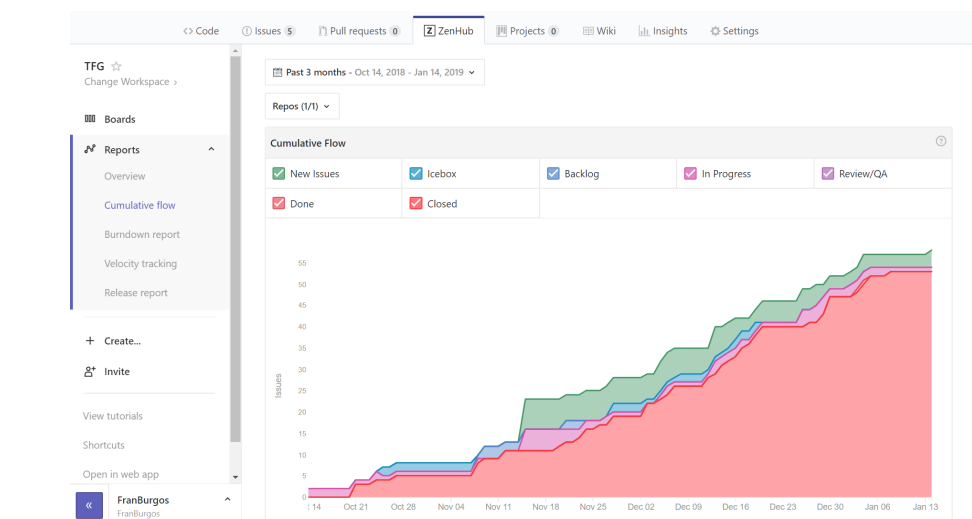 Code
Issues 5
Pull requests 0
ZenHub
Projects 0
Wiki
Insights
Settings
TFG
Change Workspace >
Boards
Reports
Overview
Cumulative flow
Burndown report
Velocity tracking
Release report
+ Create...
Invite
View tutorials
Shortcuts
Open in web app
«
FranBurgos
FranBurgos
Past 3 months - Oct 14, 2018 - Jan 14, 2019
Repos (1/1)
Cumulative Flow
?
New Issues
Icebox
Backlog
In Progress
Review/QA
Done
Closed
Issues
55
50
45
40
35
30
25
20
15
10
5
0
14 Oct 21 Oct 28 Nov 04 Nov 11 Nov 18 Nov 25 Dec 02 Dec 09 Dec 16 Dec 23 Dec 30 Jan 06 Jan 13